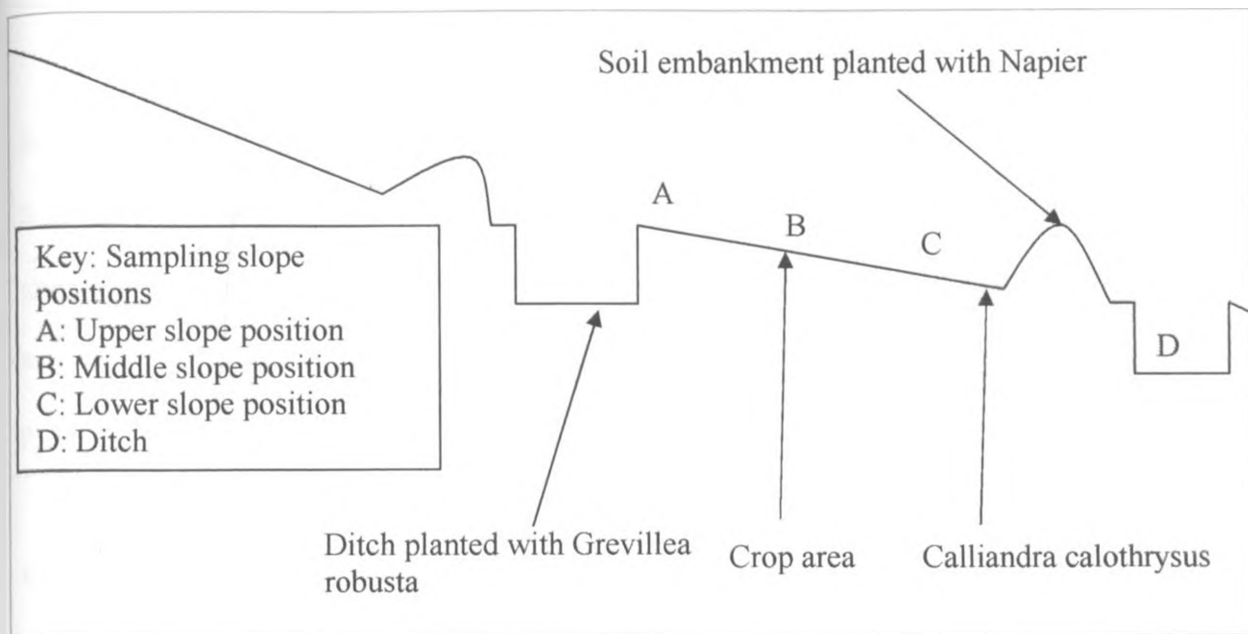 Soil embankment planted with Napier
A
B
C
Key: Sampling slope
positions
A: Upper slope position
B: Middle slope position
C: Lower slope position
D: Ditch
D
Ditch planted with Grevillea
robusta
Crop area
Calliandra calothrysus